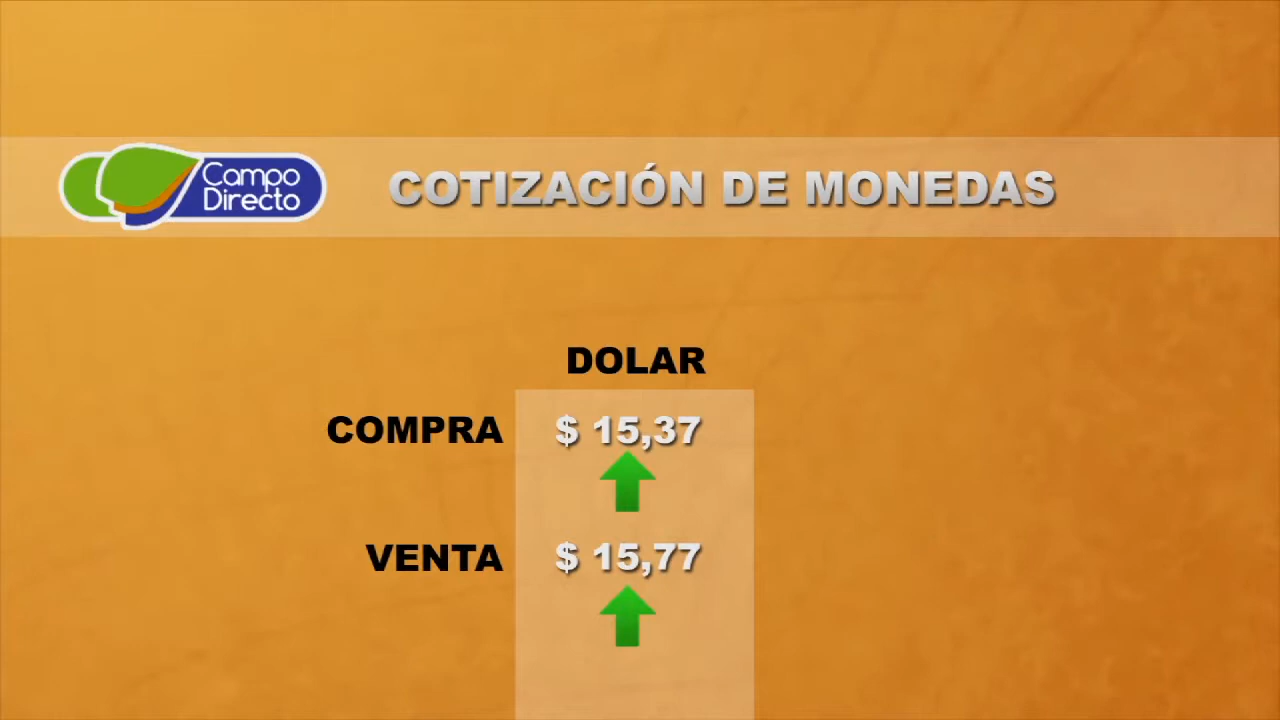 Campo
Directo
COTIZACIÓN DE MONEDAS
DOLAR
COMPRA $ 15,37
VENTA $ 15,77